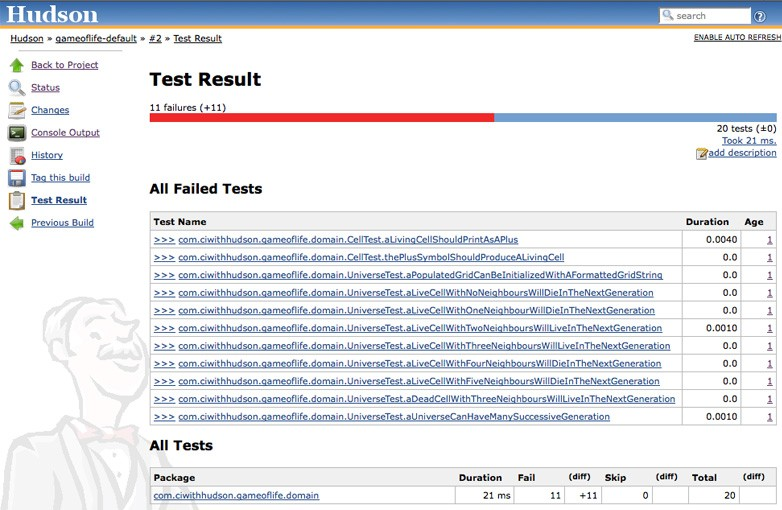 Hudson
search
Hudson » gameoflife-default » #2 » Test Result
ENABLE AUTO REFRESH
Back to Project
Status
Changes
Console Output
History
Tag this build
Test Result
Previous Build
Test Result
11 failures (+11)
20 tests (±0)
Took 21 ms.
add description
All Failed Tests
Test Name Duration Age
>>> com.ciwithhudson.gameoflife.domain.CellTest.aLivingCellShouldPrintAsAPlus 0.0040 1
>>> com.ciwithhudson.gameoflife.domain.CellTest.thePlusSymbolShouldProduceALivingCell 0.0 1
>>> com.ciwithhudson.gameoflife.domain.UniverseTest.aPopulatedGridCanBeInitializedWithAFormattedGridString 0.0 1
>>> com.ciwithhudson.gameoflife.domain.UniverseTest.aLiveCellWithNoNeighboursWillDieInTheNextGeneration 0.0 1
>>> com.ciwithhudson.gameoflife.domain.UniverseTest.aLiveCellWithOneNeighbourWillDieInTheNextGeneration 0.0 1
>>> com.ciwithhudson.gameoflife.domain.UniverseTest.aLiveCellWithTwoNeighboursWillLiveInTheNextGeneration 0.0010 1
>>> com.ciwithhudson.gameoflife.domain.UniverseTest.aLiveCellWithThreeNeighboursWillLiveInTheNextGeneration 0.0 1
>>> com.ciwithhudson.gameoflife.domain.UniverseTest.aLiveCellWithFourNeighboursWillDieInTheNextGeneration 0.0 1
>>> com.ciwithhudson.gameoflife.domain.UniverseTest.aLiveCellWithFiveNeighboursWillDieInTheNextGeneration 0.0 1
>>> com.ciwithhudson.gameoflife.domain.UniverseTest.aDeadCellWithThreeNeighboursWillLiveInTheNextGeneration 0.0 1
>>> com.ciwithhudson.gameoflife.domain.UniverseTest.aUniverseCanHaveManySuccessiveGeneration 0.0010 1
All Tests
Package Duration Fail (diff) Skip (diff) Total (diff)
com.ciwithhudson.gameoflife.domain 21 ms 11 +11 0 20